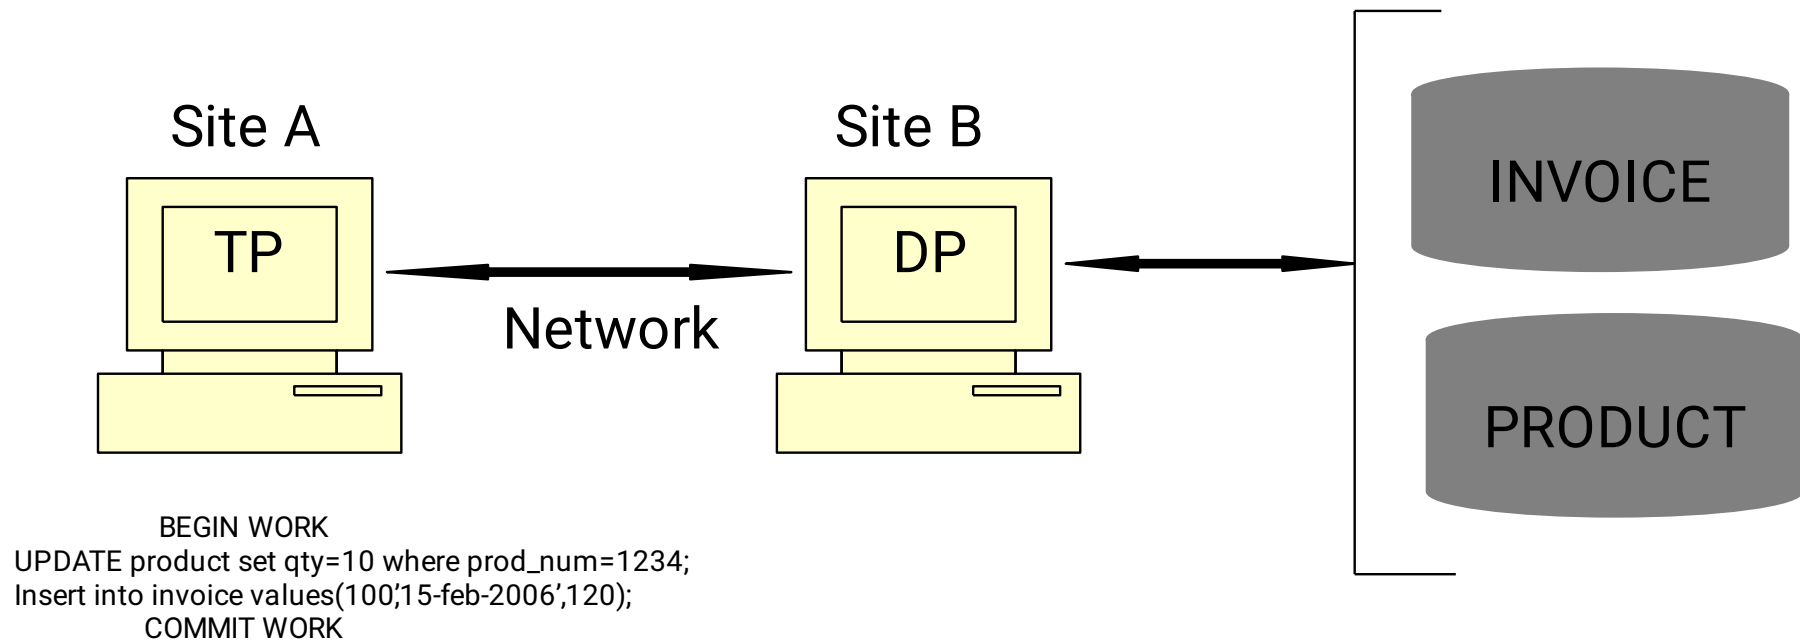 Site A
Site B
TP
DP
Network
INVOICE
PRODUCT
BEGIN WORK
UPDATE product set qty=10 where prod_num=1234;
Insert into invoice values(100,’15-feb-2006’,120);
COMMIT WORK